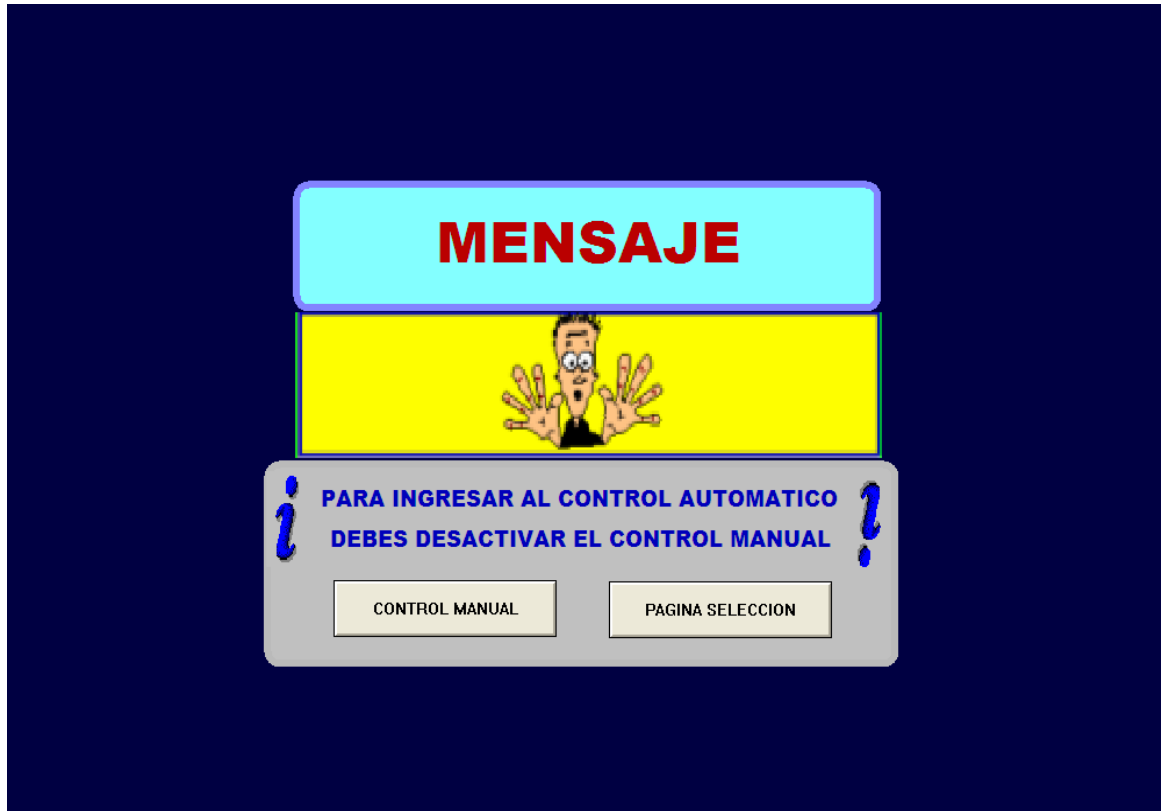 MENSAJE
PARA INGRESAR AL CONTROL AUTOMATICO
DEBES DESACTIVAR EL CONTROL MANUAL
CONTROL MANUAL
PAGINA SELECCION